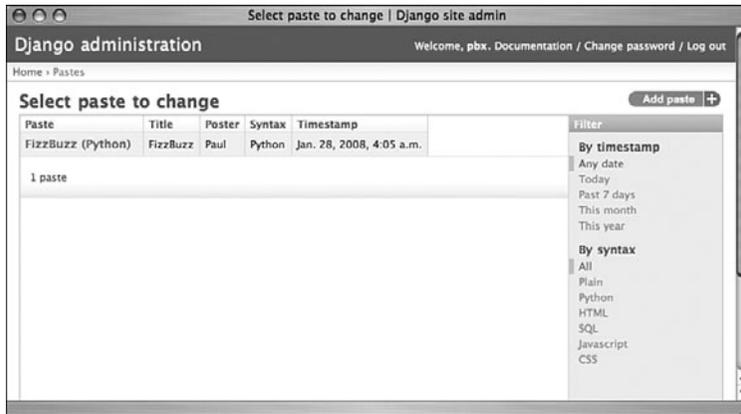 Select paste to change | Django site admin
Django administration
Welcome, pbx. Documentation / Change password / Log out
Home › Pastes
Select paste to change
Add paste +
Paste Title Poster Syntax Timestamp
FizzBuzz (Python) FizzBuzz Paul Python Jan. 28, 2008, 4:05 a.m.
1 paste
Filter
By timestamp
Any date
Today
Past 7 days
This month
This year
By syntax
All
Plain
Python
HTML
SQL
Javascript
CSS